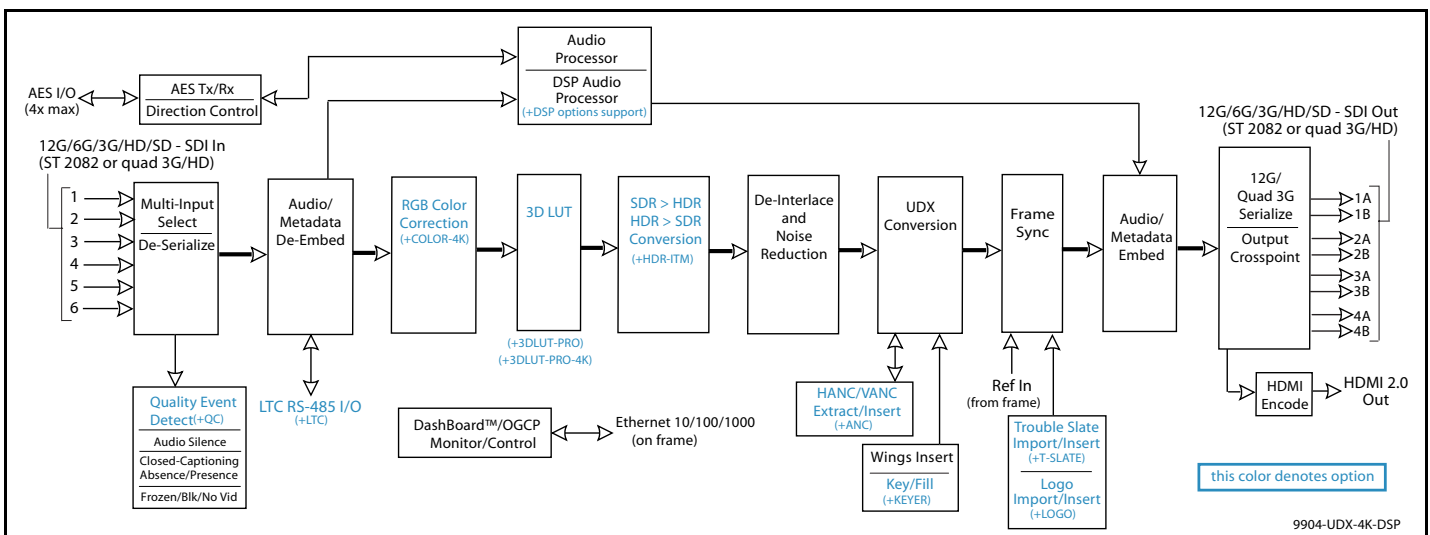 Audio
Processor
DSP Audio
Processor
(+DSP options support)
AES I/O
(4x max)
AES Tx/Rx
Direction Control
12G/6G/3G/HD/SD - SDI In
(ST 2082 or quad 3G/HD)
12G/6G/3G/HD/SD - SDI Out
(ST 2082 or quad 3G/HD)
1
2
3
4
5
6
Multi-Input
Select
De-Serialize
Audio/
Metadata
De-Embed
RGB Color
Correction
(+COLOR-4K)
3D LUT
(+3DLUT-PRO)
(+3DLUT-PRO-4K)
SDR > HDR
HDR > SDR
Conversion
(+HDR-ITM)
De-Interlace
and
Noise
Reduction
UDX
Conversion
Frame
Sync
Audio/
Metadata
Embed
12G/
Quad 3G
Serialize
Output
Crosspoint
1A
1B
2A
2B
3A
3B
4A
4B
Quality Event
Detect(+QC)
Audio Silence
Closed-Captioning
Absence/Presence
Frozen/Blk/No Vid
LTC RS-485 I/O
(+LTC)
DashBoard™/OGCP
Monitor/Control
Ethernet 10/100/1000
(on frame)
HANC/VANC
Extract/Insert
(+ANC)
Wings Insert
Key/Fill
(+KEYER)
Ref In
(from frame)
Trouble Slate
Import/Insert
(+T-SLATE)
Logo
Import/Insert
(+LOGO)
HDMI
Encode
HDMI 2.0
Out
this color denotes option
9904-UDX-4K-DSP